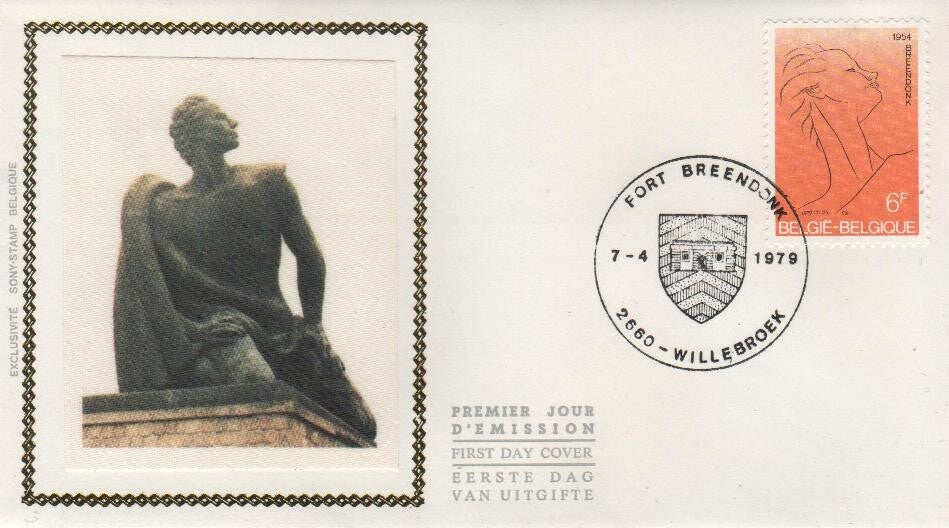 EXCLUSIVITÉ SONY-STAMP BELGIQUE
1954
BREENDONK
6F
BELGIË-BELGIQUE
FORT BREENDONK
7-4 1979
2660 - WILLEBROEK
PREMIER JOUR
D'EMISSION
FIRST DAY COVER
EERSTE DAG
VAN UITGIFTE